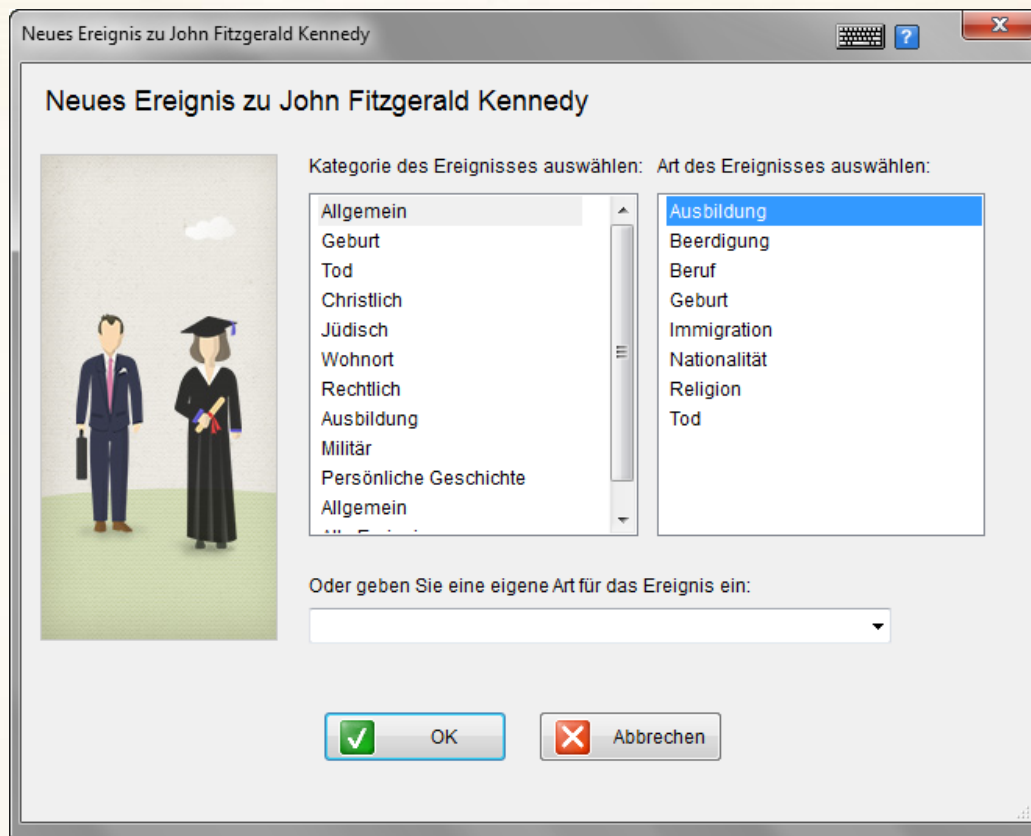 Neues Ereignis zu John Fitzgerald Kennedy
?
Neues Ereignis zu John Fitzgerald Kennedy
Kategorie des Ereignisses auswählen:
Allgemein
Geburt
Tod
Christlich
Jüdisch
Wohnort
Rechtlich
Ausbildung
Militär
Persönliche Geschichte
Allgemein
Art des Ereignisses auswählen:
Ausbildung
Beerdigung
Beruf
Geburt
Immigration
Nationalität
Religion
Tod
Oder geben Sie eine eigene Art für das Ereignis ein:
OK
Abbrechen